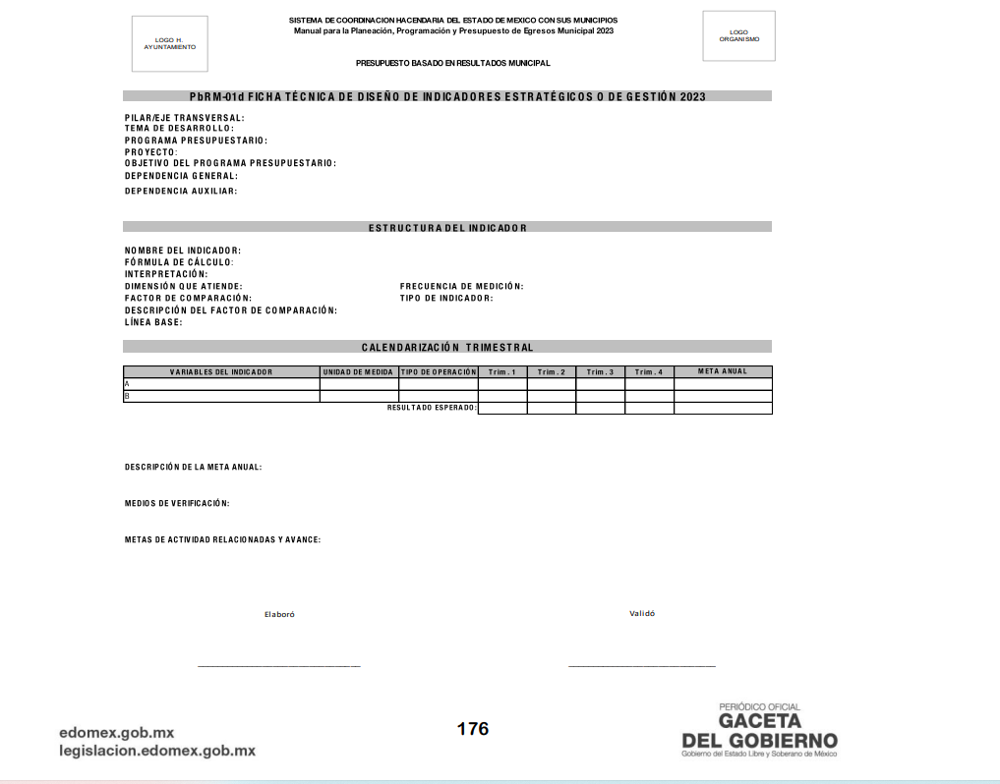 LOGO H.
AYUNTAMIENTO
SISTEMA DE COORDINACION HACENDARIA DEL ESTADO DE MEXICO CON SUS MUNICIPIOS
Manual para la Planeación, Programación y Presupuesto de Egresos Municipal 2023
LOGO
ORGANISMO
PRESUPUESTO BASADO EN RESULTADOS MUNICIPAL
PbRM-01d FICHA TÉCNICA DE DISEÑO DE INDICADORES ESTRATÉGICOS O DE GESTIÓN 2023
PILAR/EJE TRANSVERSAL:
TEMA DE DESARROLLO:
PROGRAMA PRESUPUESTARIO:
PROYECTO:
OBJETIVO DEL PROGRAMA PRESUPUESTARIO:
DEPENDENCIA GENERAL:
DEPENDENCIA AUXILIAR:
ESTRUCTURA DEL INDICADOR
NOMBRE DEL INDICADOR:
FÓRMULA DE CÁLCULO:
INTERPRETACIÓN:
DIMENSIÓN QUE ATIENDE: FRECUENCIA DE MEDICIÓN:
FACTOR DE COMPARACIÓN: TIPO DE INDICADOR:
DESCRIPCIÓN DEL FACTOR DE COMPARACIÓN:
LÍNEA BASE:
CALENDARIZACIÓN TRIMESTRAL
VARIABLES DEL INDICADOR UNIDAD DE MEDIDA TIPO DE OPERACIÓN Trim. 1 Trim. 2 Trim. 3 Trim. 4 META ANUAL
A
B
RESULTADO ESPERADO:
DESCRIPCIÓN DE LA META ANUAL:
MEDIOS DE VERIFICACIÓN:
METAS DE ACTIVIDAD RELACIONADAS Y AVANCE:
Elaboró Validó
edomex.gob.mx
legislacion.edomex.gob.mx
176
PERIÓDICO OFICIAL
GACETA
DEL GOBIERNO
Gobierno del Estado Libre y Soberano de México